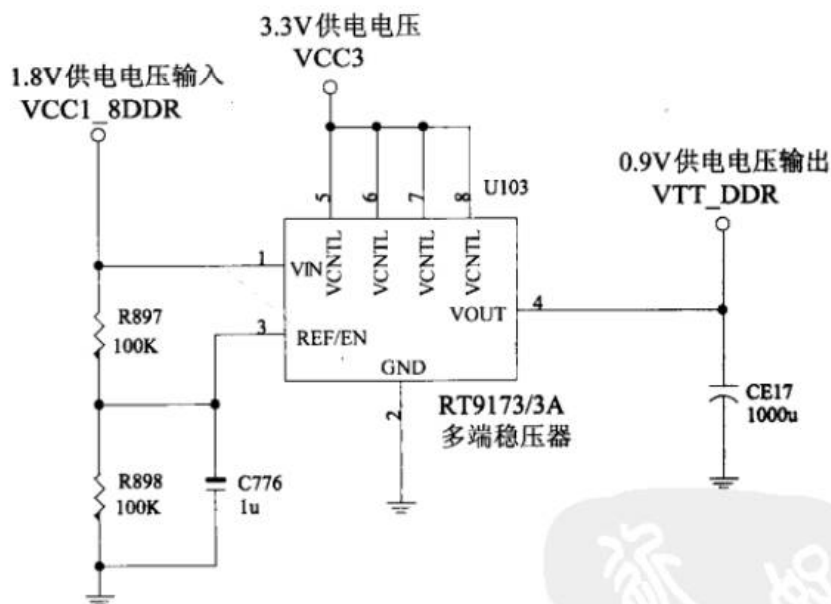 3.3V供电电压
VCC3
1.8V供电电压输入
VCC1_8DDR
0.9V供电电压输出
VTT_DDR
U103
5
6
7
8
VCNTL
VCNTL
VCNTL
VCNTL
1
VIN
R897
100K
3
REF/EN
VOUT
4
GND
2
RT9173/3A
多端稳压器
CE17
1000u
R898
100K
C776
1u